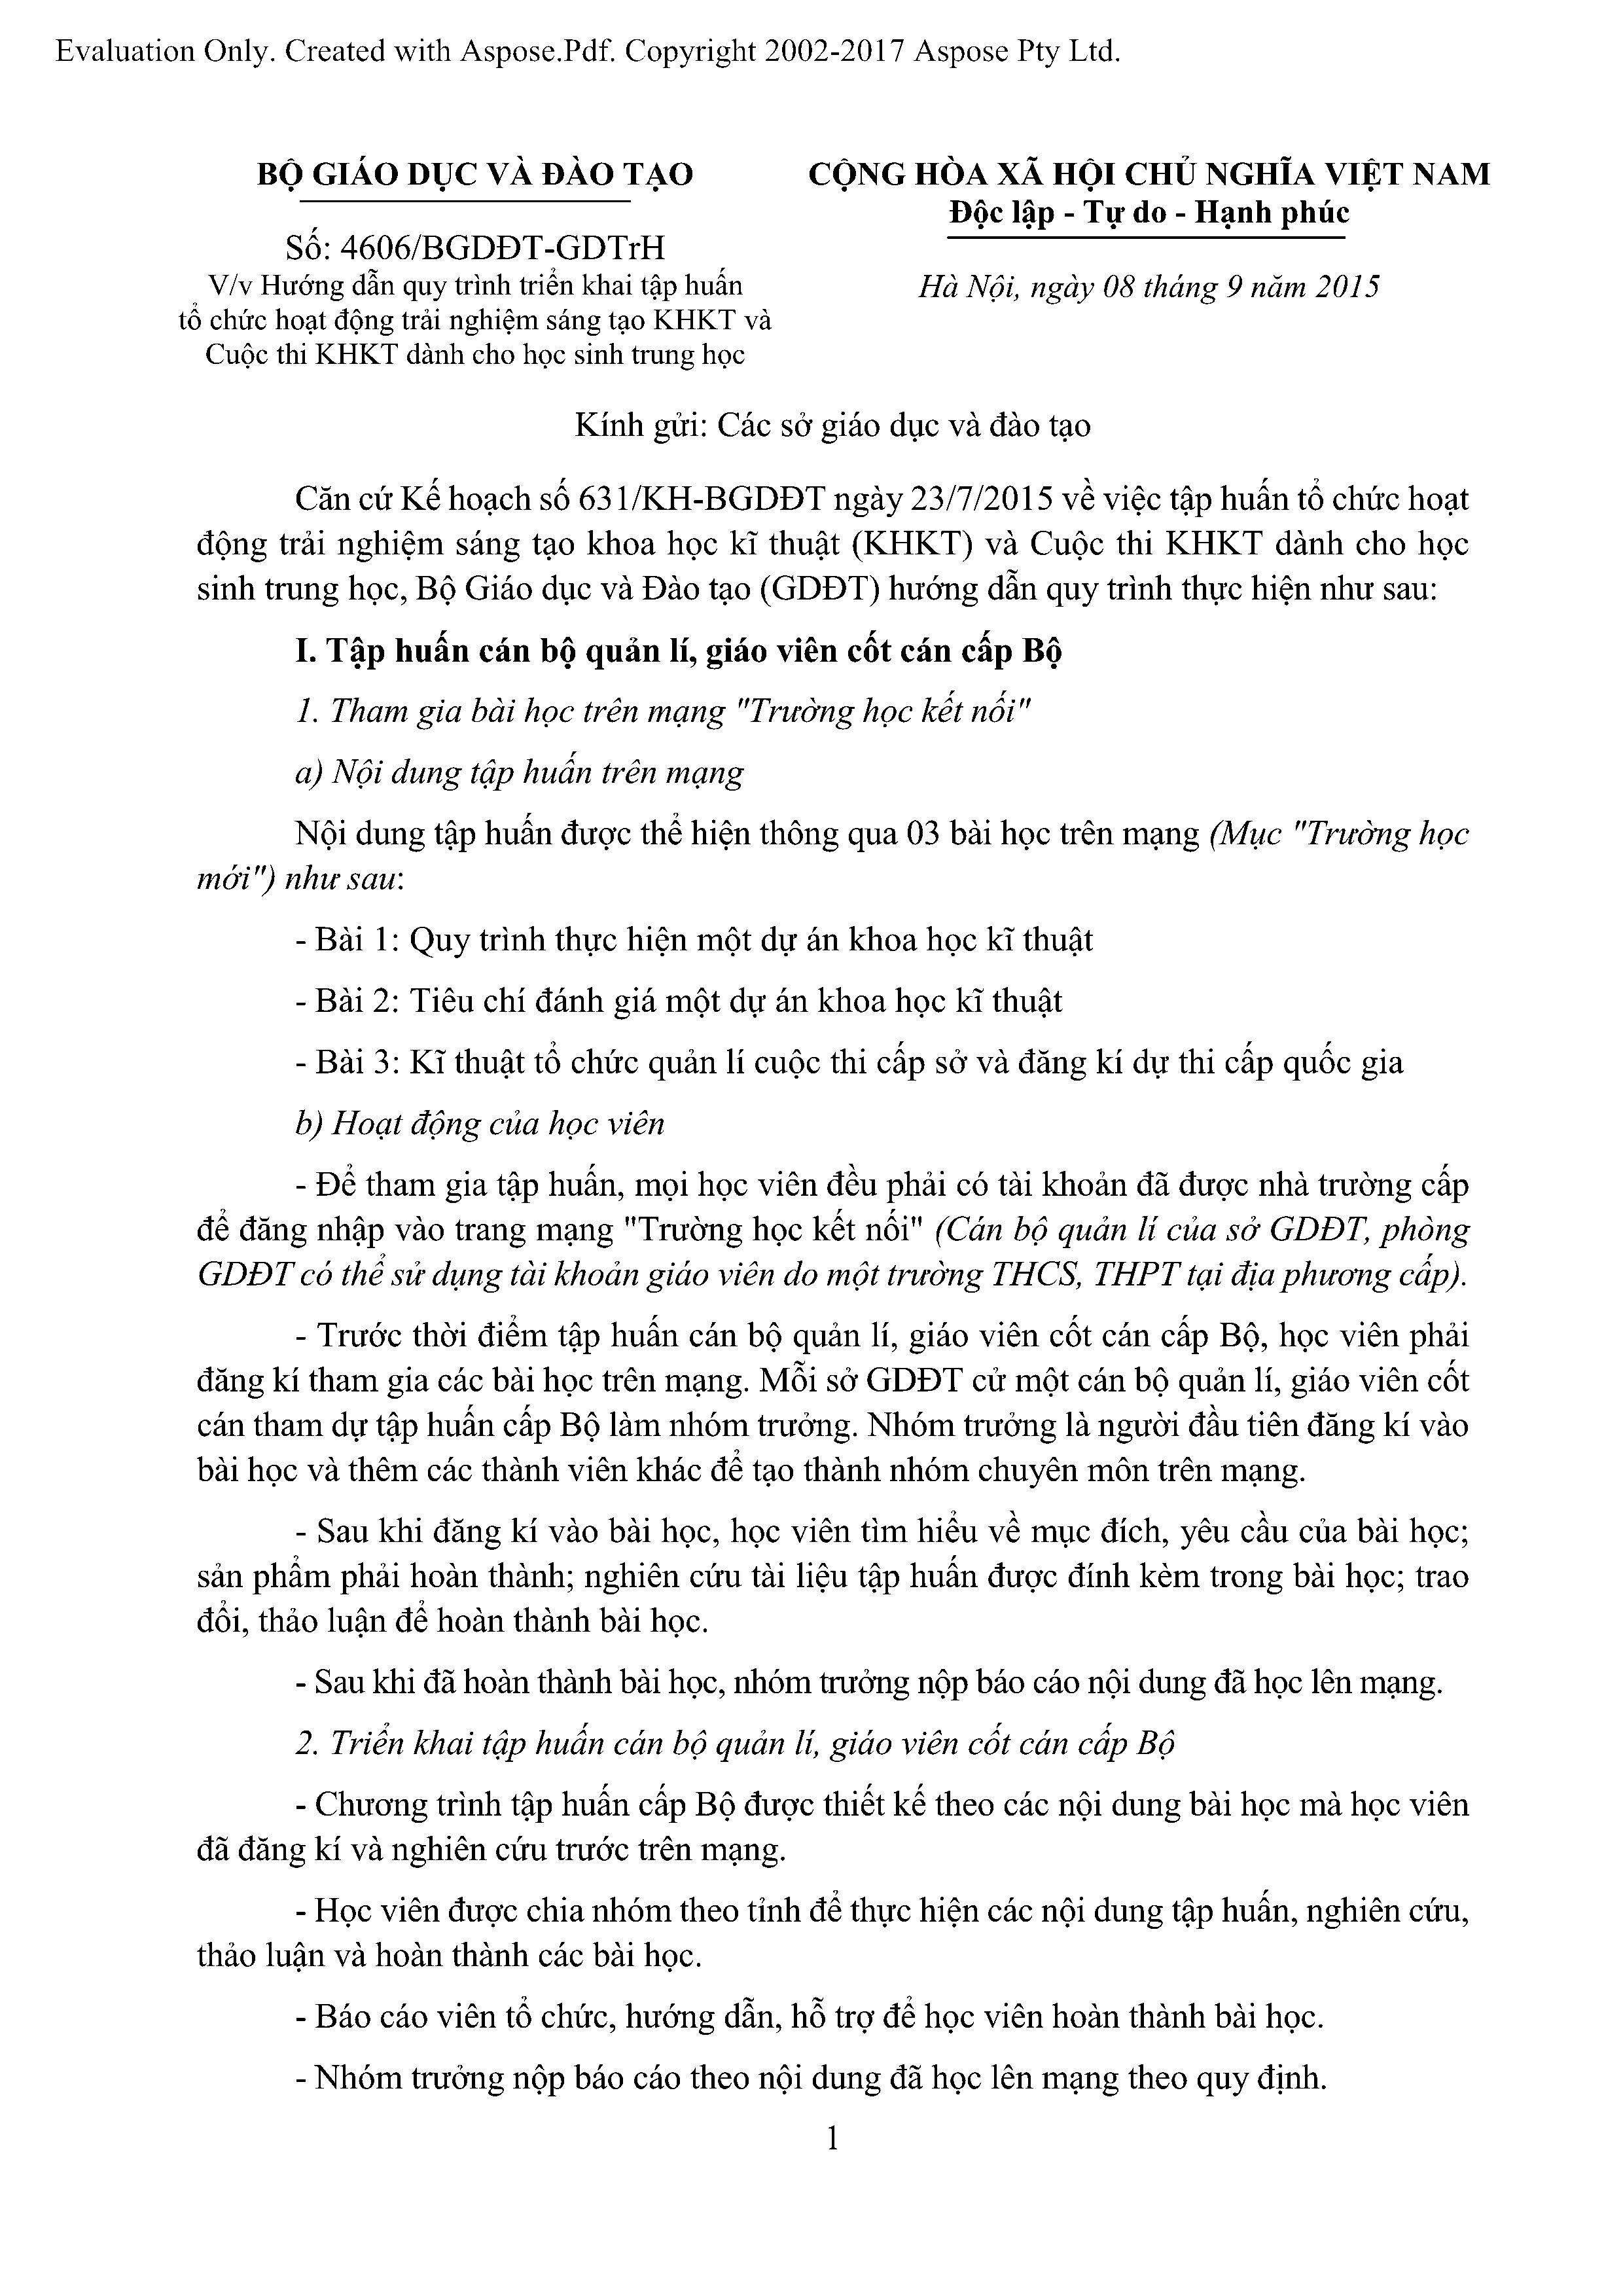 Evaluation Only. Created with Aspose.Pdf. Copyright 2002-2017 Aspose Pty Ltd.
BỘ GIÁO DỤC VÀ ĐÀO TẠO
Số: 4606/BGDĐT-GDTrH
V/v Hướng dẫn quy trình triển khai tập huấn
tổ chức hoạt động trải nghiệm sáng tạo KHKT và
Cuộc thi KHKT dành cho học sinh trung học
CỘNG HÒA XÃ HỘI CHỦ NGHĨA VIỆT NAM
Độc lập - Tự do - Hạnh phúc
Hà Nội, ngày 08 tháng 9 năm 2015
Kính gửi: Các sở giáo dục và đào tạo
Căn cứ Kế hoạch số 631/KH-BGDĐT ngày 23/7/2015 về việc tập huấn tổ chức hoạt
động trải nghiệm sáng tạo khoa học kĩ thuật (KHKT) và Cuộc thi KHKT dành cho học
sinh trung học, Bộ Giáo dục và Đào tạo (GDĐT) hướng dẫn quy trình thực hiện như sau:
I. Tập huấn cán bộ quản lí, giáo viên cốt cán cấp Bộ
1. Tham gia bài học trên mạng "Trường học kết nối"
a) Nội dung tập huấn trên mạng
Nội dung tập huấn được thể hiện thông qua 03 bài học trên mạng (Mục "Trường học
mới") như sau:
- Bài 1: Quy trình thực hiện một dự án khoa học kĩ thuật
- Bài 2: Tiêu chí đánh giá một dự án khoa học kĩ thuật
- Bài 3: Kĩ thuật tổ chức quản lí cuộc thi cấp sở và đăng kí dự thi cấp quốc gia
b) Hoạt động của học viên
- Để tham gia tập huấn, mọi học viên đều phải có tài khoản đã được nhà trường cấp
để đăng nhập vào trang mạng "Trường học kết nối" (Cán bộ quản lí của sở GDĐT, phòng
GDĐT có thể sử dụng tài khoản giáo viên do một trường THCS, THPT tại địa phương cấp).
- Trước thời điểm tập huấn cán bộ quản lí, giáo viên cốt cán cấp Bộ, học viên phải
đăng kí tham gia các bài học trên mạng. Mỗi sở GDĐT cử một cán bộ quản lí, giáo viên cốt
cán tham dự tập huấn cấp Bộ làm nhóm trưởng. Nhóm trưởng là người đầu tiên đăng kí vào
bài học và thêm các thành viên khác để tạo thành nhóm chuyên môn trên mạng.
- Sau khi đăng kí vào bài học, học viên tìm hiểu về mục đích, yêu cầu của bài học;
sản phẩm phải hoàn thành; nghiên cứu tài liệu tập huấn được đính kèm trong bài học; trao
đổi, thảo luận để hoàn thành bài học.
- Sau khi đã hoàn thành bài học, nhóm trưởng nộp báo cáo nội dung đã học lên mạng.
2. Triển khai tập huấn cán bộ quản lí, giáo viên cốt cán cấp Bộ
- Chương trình tập huấn cấp Bộ được thiết kế theo các nội dung bài học mà học viên
đã đăng kí và nghiên cứu trước trên mạng.
- Học viên được chia nhóm theo tỉnh để thực hiện các nội dung tập huấn, nghiên cứu,
thảo luận và hoàn thành các bài học.
- Báo cáo viên tổ chức, hướng dẫn, hỗ trợ để học viên hoàn thành bài học.
- Nhóm trưởng nộp báo cáo theo nội dung đã học lên mạng theo quy định.
1